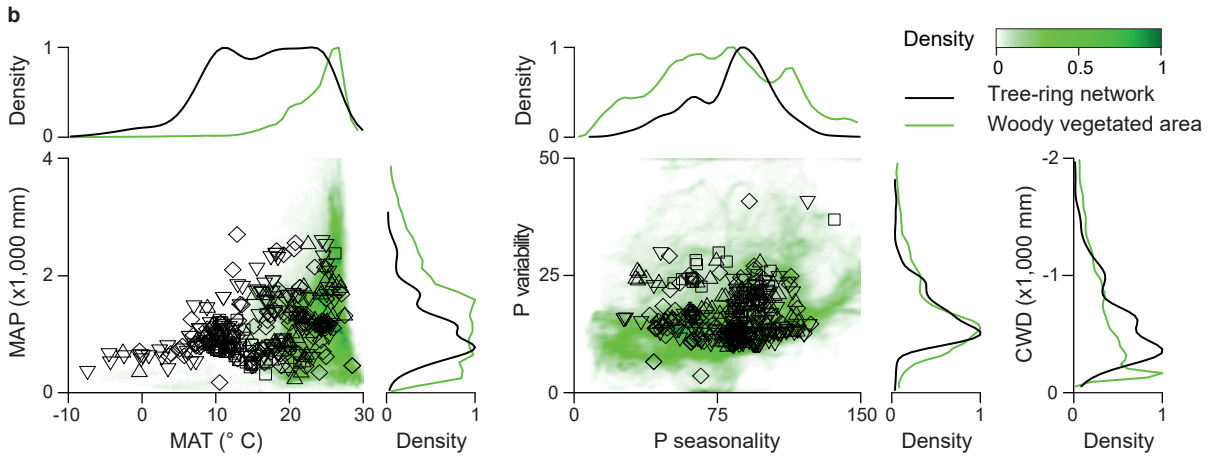 b
Density
1
0
Density
1
0
Density
0
0.5
1
Tree-ring network
Woody vegetated area
MAP (x1,000 mm)
4
2
0
-10
0
10
20
30
MAT (° C)
0
1
Density
P variability
50
25
0
0
75
150
P seasonality
0
1
Density
CWD (x1,000 mm)
-2
-1
0
0
1
Density